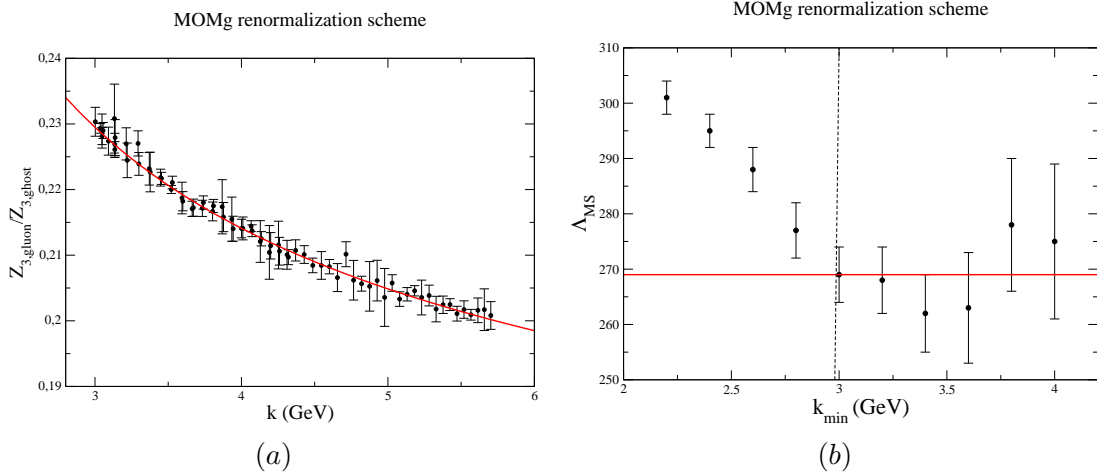 MOMg renormalization scheme
0,24
0,23
0,22
0,21
0,2
0,19
Z3,gluon/Z3,ghost
3
4
5
6
k (GeV)
(a)
MOMg renormalization scheme
310
300
290
280
270
260
250
ΛMS
2
2.5
3
3.5
4
kmin (GeV)
(b)